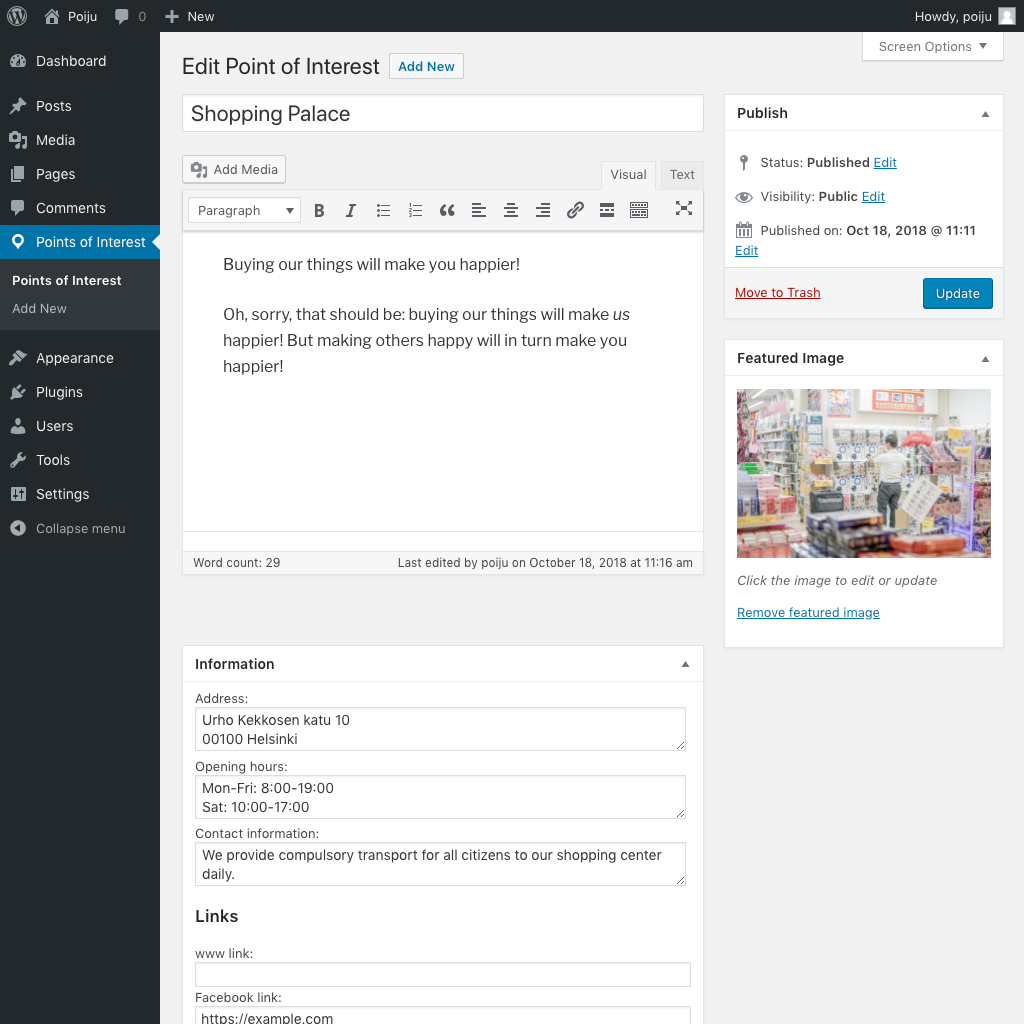 Poiju
0
New
Howdy, poiju
Dashboard
Posts
Media
Pages
Comments
Points of Interest
Points of Interest
Add New
Appearance
Plugins
Users
Tools
Settings
Collapse menu
Screen Options
Edit Point of Interest
Add New
Shopping Palace
Add Media
Visual
Text
Paragraph
Buying our things will make you happier!
Oh, sorry, that should be: buying our things will make us
happier! But making others happy will in turn make you
happier!
Word count: 29
Last edited by poiju on October 18, 2018 at 11:16 am
Information
Address:
Urho Kekkosen katu 10
00100 Helsinki
Opening hours:
Mon-Fri: 8:00-19:00
Sat: 10:00-17:00
Contact information:
We provide compulsory transport for all citizens to our shopping center
daily.
Links
www link:
Facebook link:
https://example.com
Publish
Status: Published Edit
Visibility: Public Edit
Published on: Oct 18, 2018 @ 11:11
Edit
Move to Trash
Update
Featured Image
Click the image to edit or update
Remove featured image